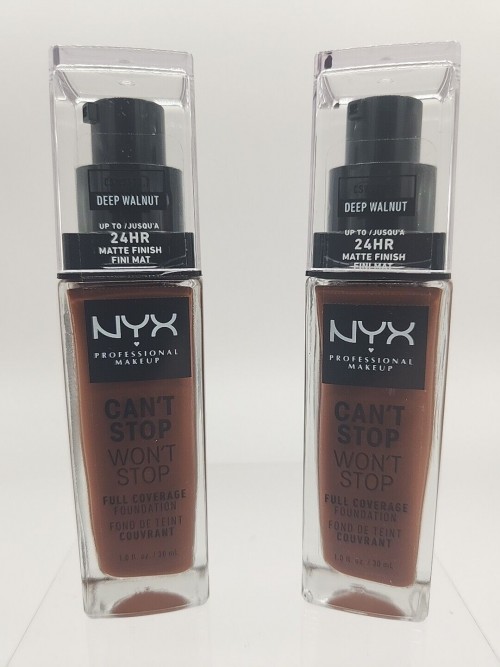 DEEP WALNUT
UP TO / JUSQU'A
24HR
MATTE FINISH
FINI MAT
NYX
PROFESSIONAL
MAKEUP
CAN'T
STOP
WON'T
STOP
FULL COVERAGE
FOUNDATION
FOND DE TEINT
COUVRANT
1.0 fl. oz. / 30 mL
DEEP WALNUT
UP TO / JUSQU'A
24HR
MATTE FINISH
FINI MAT
NYX
PROFESSIONAL
MAKEUP
CAN'T
STOP
WON'T
STOP
FULL COVERAGE
FOUNDATION
FOND DE TEINT
COUVRANT
1.0 fl. oz. / 30 mL